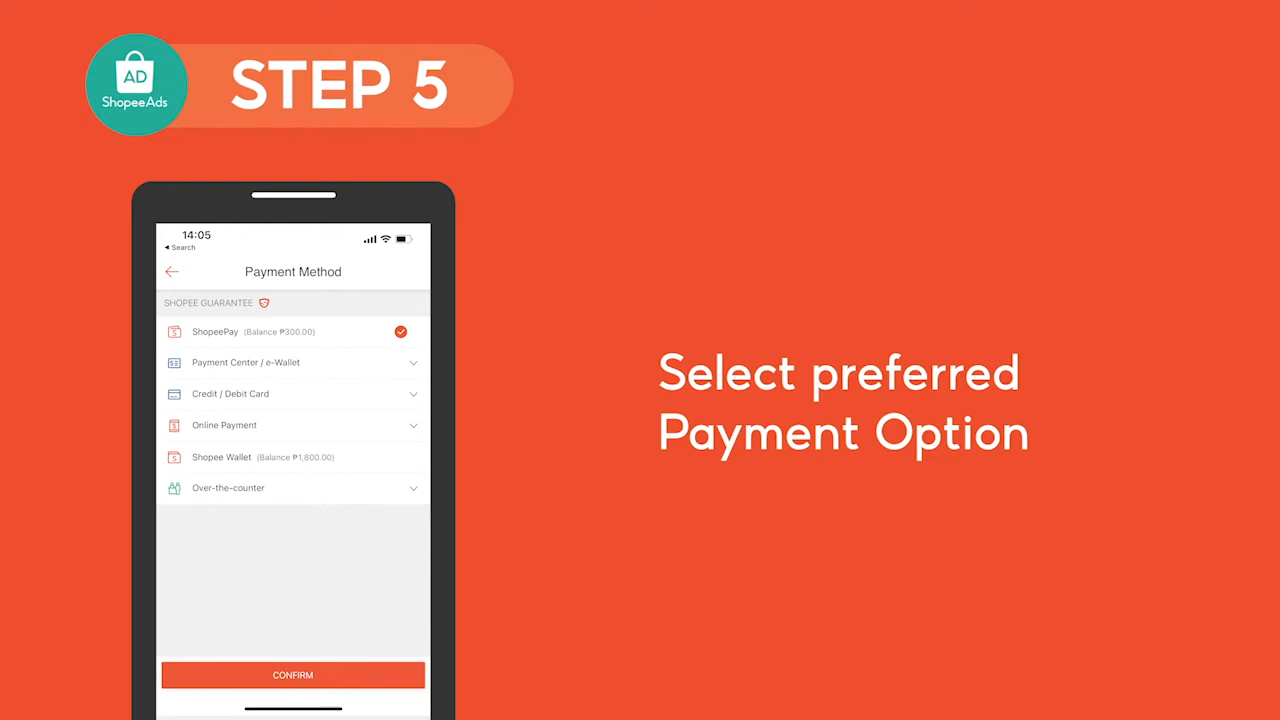 AD
ShopeeAds
STEP 5
14:05
◄ Search
Payment Method
SHOPEE GUARANTEE
ShopeePay (Balance ₱300.00)
Payment Center / e-Wallet
Credit / Debit Card
Online Payment
Shopee Wallet (Balance ₱1,800.00)
Over-the-counter
CONFIRM
Select preferred
Payment Option